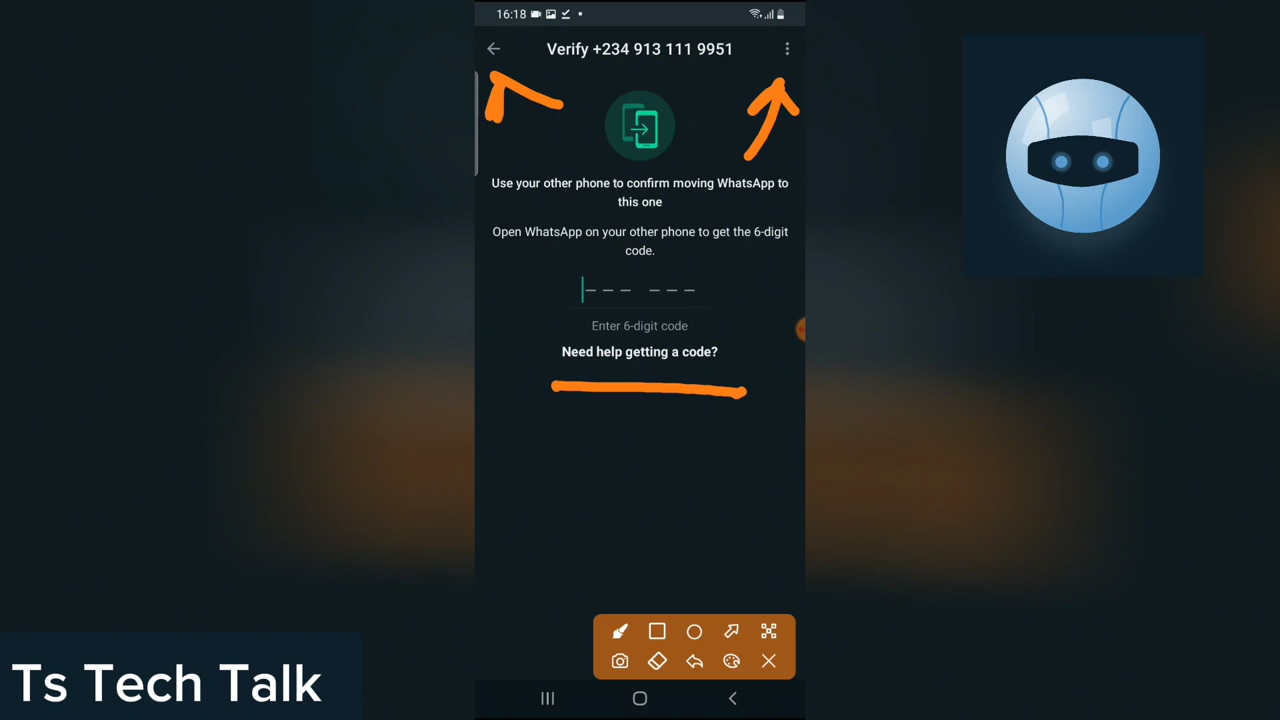 16:18
Verify +234 913 111 9951
Use your other phone to confirm moving WhatsApp to
this one
Open WhatsApp on your other phone to get the 6-digit
code.
Enter 6-digit code
Need help getting a code?
Ts Tech Talk